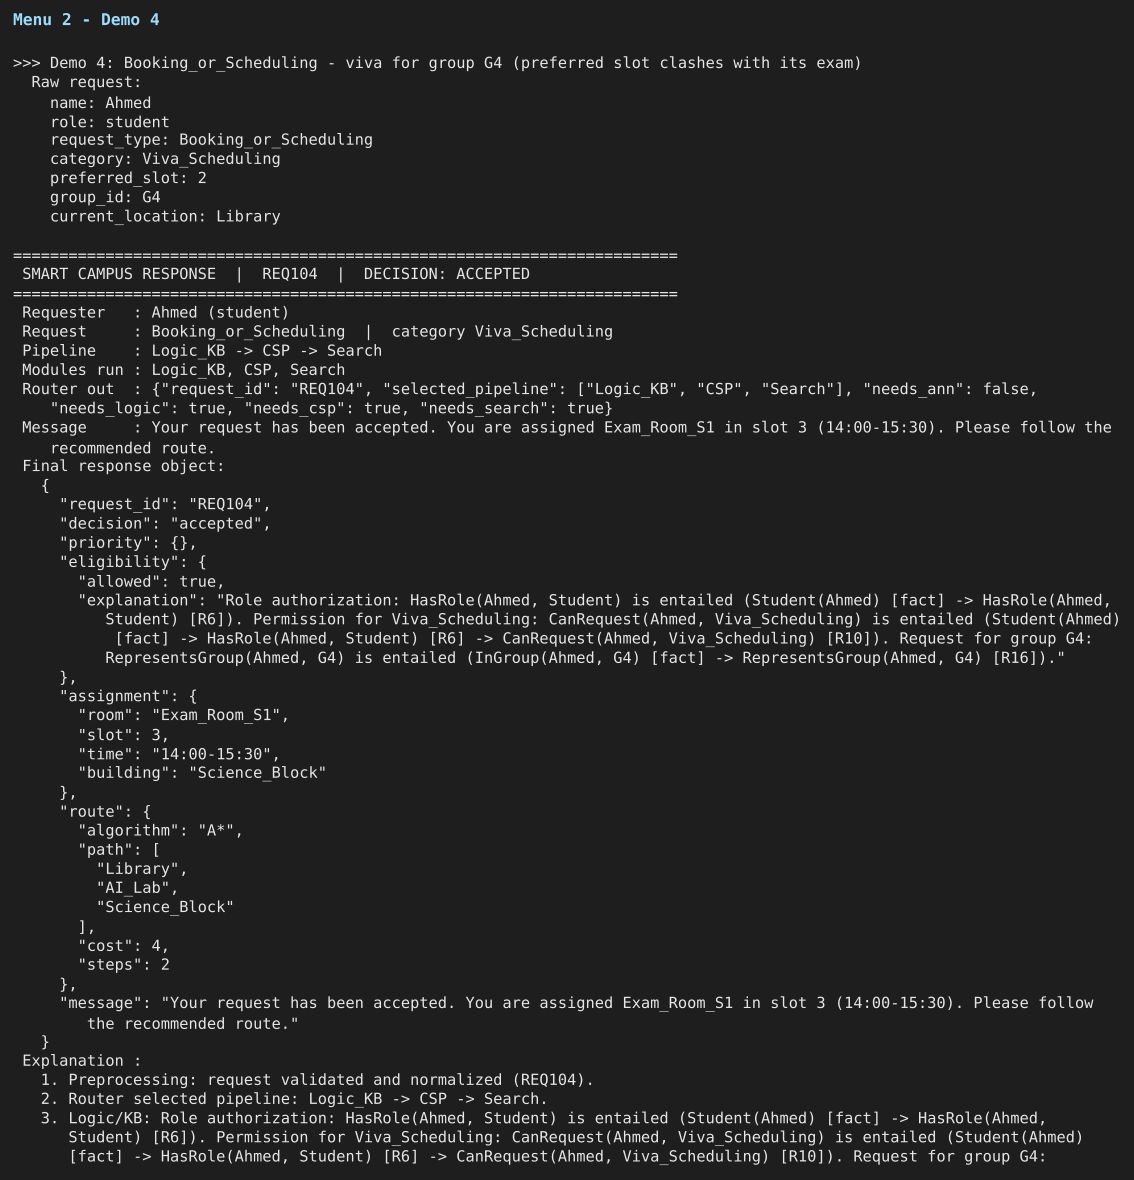 Menu 2 - Demo 4
>>> Demo 4: Booking_or_Scheduling - viva for group G4 (preferred slot clashes with its exam)
  Raw request:
    name: Ahmed
    role: student
    request_type: Booking_or_Scheduling
    category: Viva_Scheduling
    preferred_slot: 2
    group_id: G4
    current_location: Library
========================================================================
 SMART CAMPUS RESPONSE  |  REQ104  |  DECISION: ACCEPTED
========================================================================
 Requester   : Ahmed (student)
 Request     : Booking_or_Scheduling  |  category Viva_Scheduling
 Pipeline    : Logic_KB -> CSP -> Search
 Modules run : Logic_KB, CSP, Search
 Router out  : {"request_id": "REQ104", "selected_pipeline": ["Logic_KB", "CSP", "Search"], "needs_ann": false,
    "needs_logic": true, "needs_csp": true, "needs_search": true}
 Message     : Your request has been accepted. You are assigned Exam_Room_S1 in slot 3 (14:00-15:30). Please follow the
    recommended route.
 Final response object:
   {
     "request_id": "REQ104",
     "decision": "accepted",
     "priority": {},
     "eligibility": {
       "allowed": true,
       "explanation": "Role authorization: HasRole(Ahmed, Student) is entailed (Student(Ahmed) [fact] -> HasRole(Ahmed,
          Student) [R6]). Permission for Viva_Scheduling: CanRequest(Ahmed, Viva_Scheduling) is entailed (Student(Ahmed)
           [fact] -> HasRole(Ahmed, Student) [R6] -> CanRequest(Ahmed, Viva_Scheduling) [R10]). Request for group G4:
          RepresentsGroup(Ahmed, G4) is entailed (InGroup(Ahmed, G4) [fact] -> RepresentsGroup(Ahmed, G4) [R16])."
     },
     "assignment": {
       "room": "Exam_Room_S1",
       "slot": 3,
       "time": "14:00-15:30",
       "building": "Science_Block"
     },
     "route": {
       "algorithm": "A*",
       "path": [
         "Library",
         "AI_Lab",
         "Science_Block"
       ],
       "cost": 4,
       "steps": 2
     },
     "message": "Your request has been accepted. You are assigned Exam_Room_S1 in slot 3 (14:00-15:30). Please follow
        the recommended route."
   }
 Explanation :
   1. Preprocessing: request validated and normalized (REQ104).
   2. Router selected pipeline: Logic_KB -> CSP -> Search.
   3. Logic/KB: Role authorization: HasRole(Ahmed, Student) is entailed (Student(Ahmed) [fact] -> HasRole(Ahmed,
      Student) [R6]). Permission for Viva_Scheduling: CanRequest(Ahmed, Viva_Scheduling) is entailed (Student(Ahmed)
      [fact] -> HasRole(Ahmed, Student) [R6] -> CanRequest(Ahmed, Viva_Scheduling) [R10]). Request for group G4: